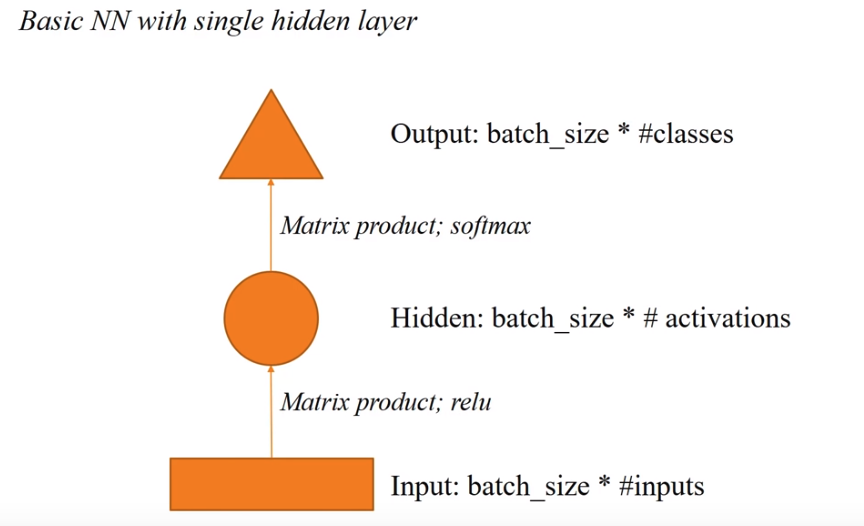 Basic NN with single hidden layer
Output: batch_size * #classes
Matrix product; softmax
Hidden: batch_size * # activations
Matrix product; relu
Input: batch_size * #inputs